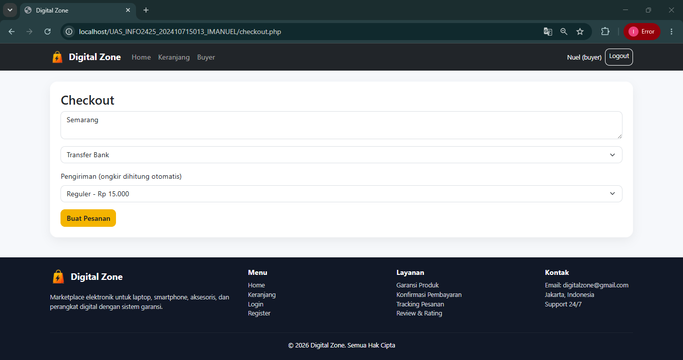 Digital Zone
localhost/UAS_INFO2425_202410715013_IMANUEL/checkout.php
I Error
Digital Zone Home Keranjang Buyer Nuel (buyer) Logout
Checkout
Semarang
Transfer Bank
Pengiriman (ongkir dihitung otomatis)
Reguler - Rp 15.000
Buat Pesanan
Digital Zone
Marketplace elektronik untuk laptop, smartphone, aksesoris, dan
perangkat digital dengan sistem garansi.
Menu
Home
Keranjang
Login
Register
Layanan
Garansi Produk
Konfirmasi Pembayaran
Tracking Pesanan
Review & Rating
Kontak
Email: digitalzone@gmail.com
Jakarta, Indonesia
Support 24/7
© 2026 Digital Zone. Semua Hak Cipta